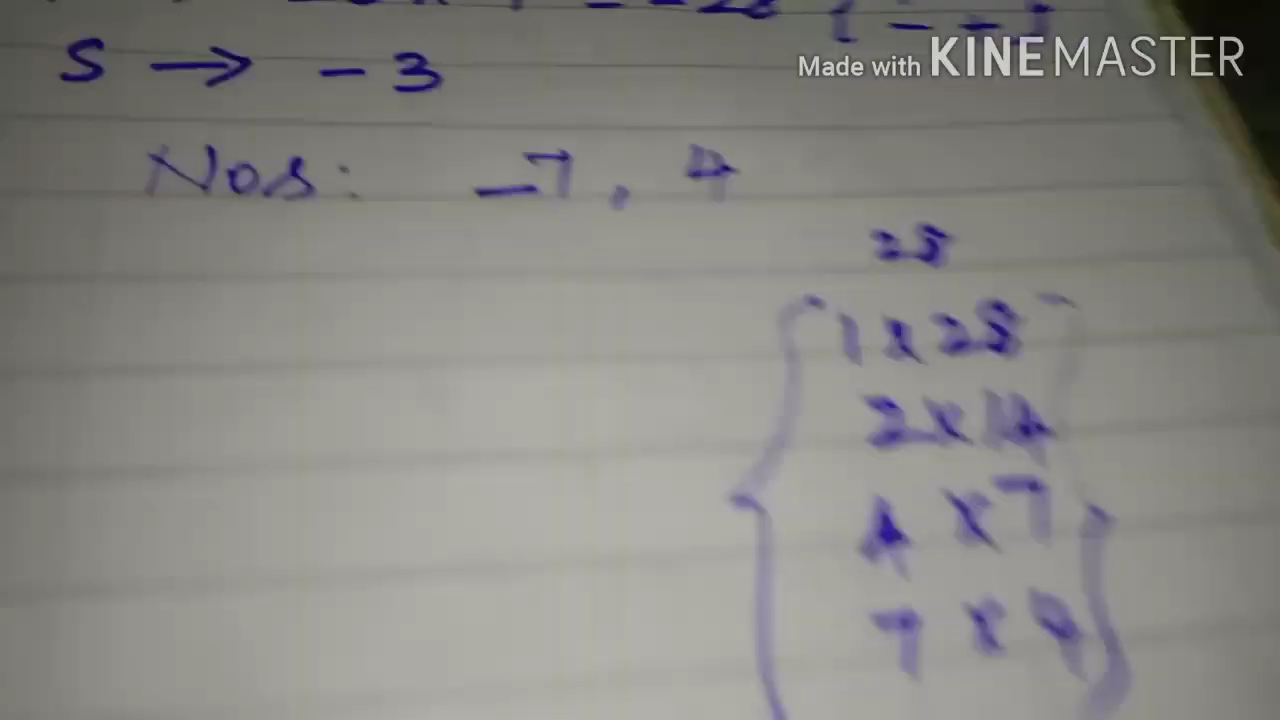 Made with KINEMASTER
S → - 3
Nos: -7, 4
28
1 x 28
2 x 14
4 x 7
7 x 4